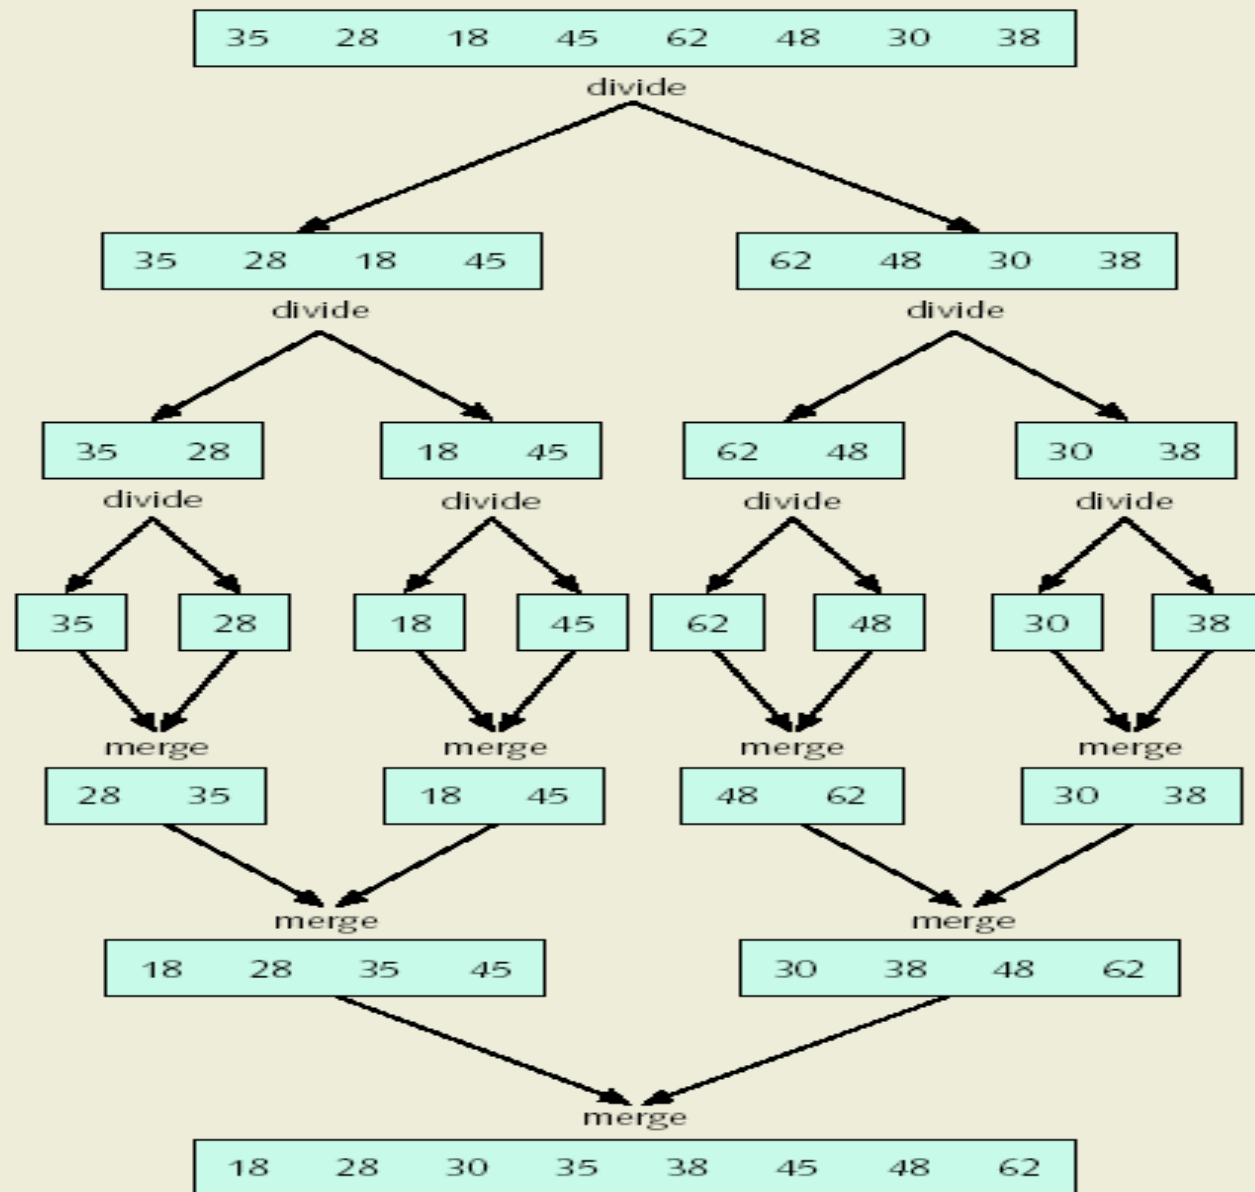 35 28 18 45 62 48 30 38
divide
35 28 18 45 62 48 30 38
divide divide
35 28 18 45 62 48 30 38
divide divide divide divide
35 28 18 45 62 48 30 38
merge merge merge merge
28 35 18 45 48 62 30 38
merge merge
18 28 35 45 30 38 48 62
merge
18 28 30 35 38 45 48 62